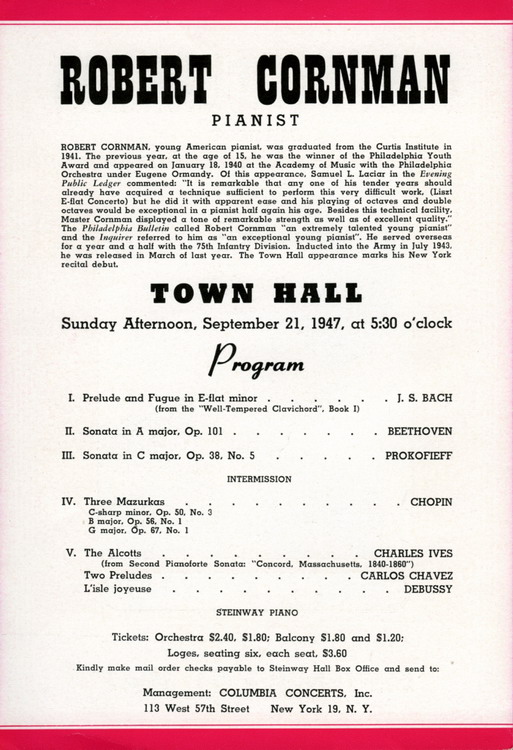 ROBERT CORNMAN
PIANIST
ROBERT CORNMAN, young American pianist, was graduated from the Curtis Institute in
1941. The previous year, at the age of 15, he was the winner of the Philadelphia Youth
Award and appeared on January 18, 1940 at the Academy of Music with the Philadelphia
Orchestra under Eugene Ormandy. Of this appearance, Samuel L. Laciar in the Evening
Public Ledger commented: "It is remarkable that any one of his tender years should
already have acquired a technique sufficient to perform this very difficult work, (Liszt
E-flat Concerto) but he did it with apparent ease and his playing of octaves and double
octaves would be exceptional in a pianist half again his age. Besides this technical facility,
Master Cornman displayed a tone of remarkable strength as well as of excellent quality."
The Philadelphia Bulletin called Robert Cornman "an extremely talented young pianist"
and the Inquirer referred to him as "an exceptional young pianist". He served overseas
for a year and a half with the 75th Infantry Division. Inducted into the Army in July 1943,
he was released in March of last year. The Town Hall appearance marks his New York
recital debut.
TOWN HALL
Sunday Afternoon, September 21, 1947, at 5:30 o'clock
Program
I. Prelude and Fugue in E-flat minor . . . . . . J. S. BACH
(from the "Well-Tempered Clavichord", Book I)
II. Sonata in A major, Op. 101 . . . . . . . BEETHOVEN
III. Sonata in C major, Op. 38, No. 5 . . . . . PROKOFIEFF
INTERMISSION
IV. Three Mazurkas . . . . . . . . . . CHOPIN
C-sharp minor, Op. 50, No. 3
B major, Op. 56, No. 1
G major, Op. 67, No. 1
V. The Alcotts . . . . . . . . . . CHARLES IVES
(from Second Pianoforte Sonata: "Concord, Massachusetts, 1840-1860")
Two Preludes . . . . . . . . . CARLOS CHAVEZ
L'isle joyeuse . . . . . . . . . . DEBUSSY
STEINWAY PIANO
Tickets: Orchestra $2.40, $1.80; Balcony $1.80 and $1.20;
Loges, seating six, each seat, $3.60
Kindly make mail order checks payable to Steinway Hall Box Office and send to:
Management: COLUMBIA CONCERTS, Inc.
113 West 57th Street New York 19, N. Y.